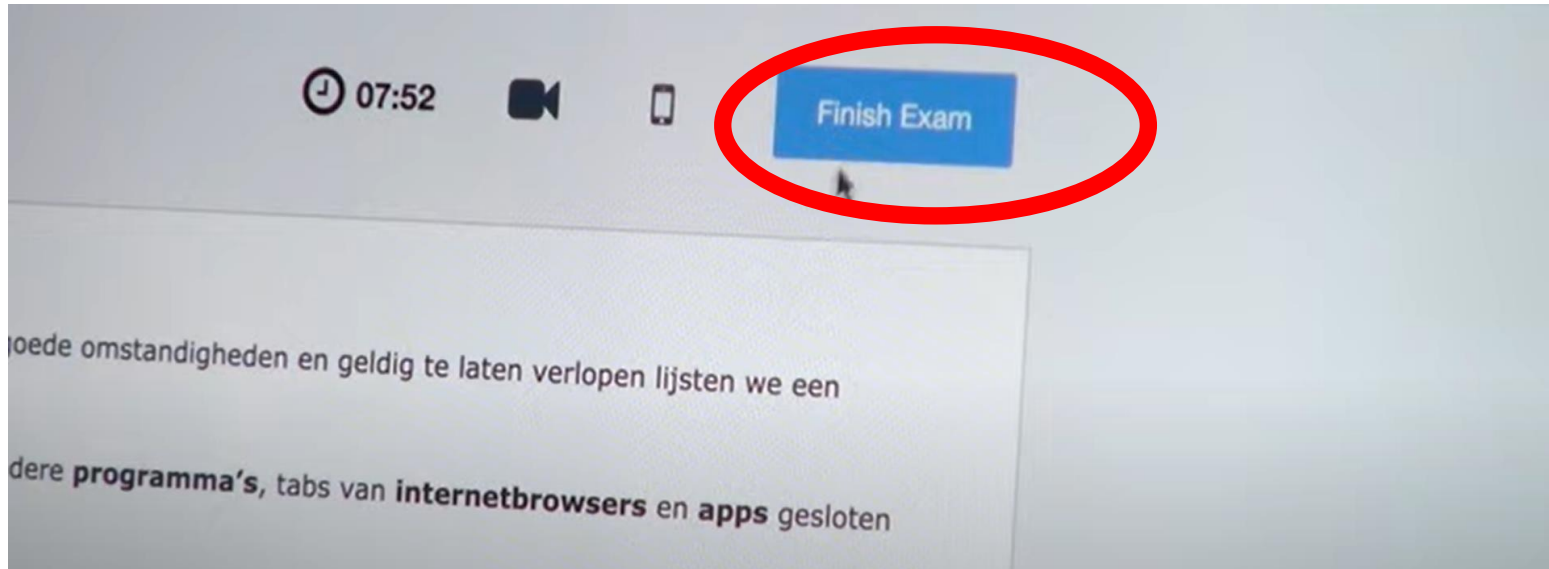 07:52
Finish Exam
oede omstandigheden en geldig te laten verlopen lijsten we een
dere programma's, tabs van internetbrowsers en apps gesloten